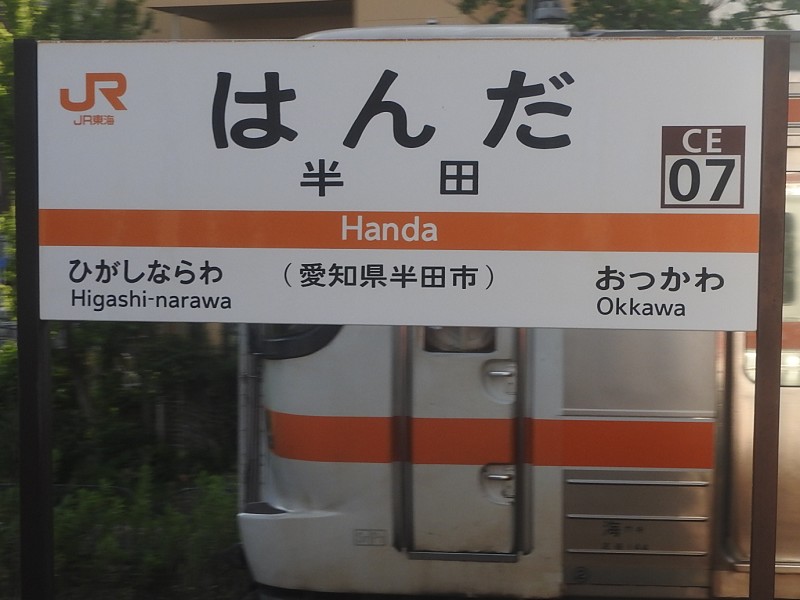 JR
JR東海
はんだ
半田
CE
07
Handa
ひがしならわ
Higashi-narawa
（愛知県半田市）
おっかわ
Okkawa